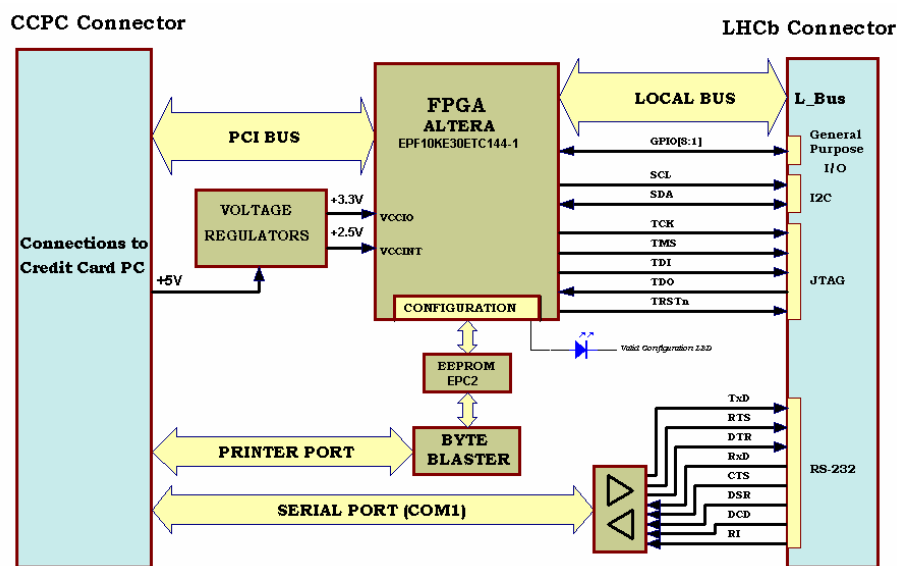 CCPC Connector
LHCb Connector
FPGA
ALTERA
EPF10KE30ETC144-1
LOCAL BUS
L_Bus
PCI BUS
GPIO[8:1]
General
Purpose
I/O
SCL
SDA
I2C
VOLTAGE
REGULATORS
+3.3V
+2.5V
VCCIO
VCCINT
Connections to
Credit Card PC
+5V
TCK
TMS
TDI
TDO
TRSTn
JTAG
CONFIGURATION
Valid Configuration LED
EEPROM
EPC2
PRINTER PORT
BYTE
BLASTER
SERIAL PORT (COM1)
TxD
RTS
DTR
RxD
CTS
DSR
DCD
RI
RS-232